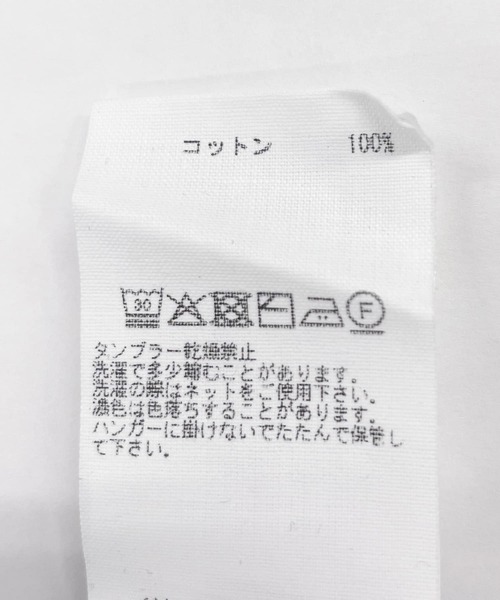 コットン 100%
30 F
タンブラー乾燥禁止
洗濯で多少縮むことがあります。
洗濯の際はネットをご使用下さい。
濃色は色落ちすることがあります。
ハンガーに掛けないでたたんで保管し
て下さい。